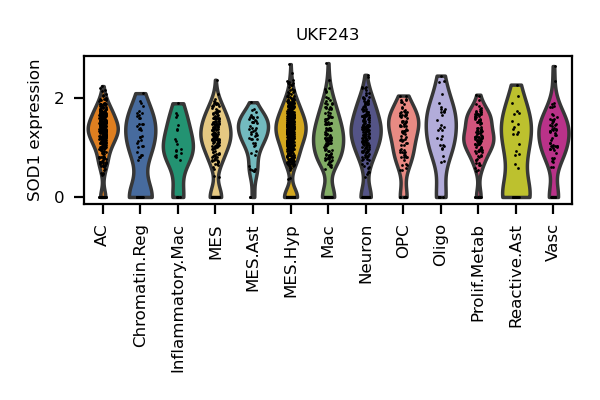 UKF243
SOD1 expression
2
0
AC
Chromatin.Reg
Inflammatory.Mac
MES
MES.Ast
MES.Hyp
Mac
Neuron
OPC
Oligo
Prolif.Metab
Reactive.Ast
Vasc